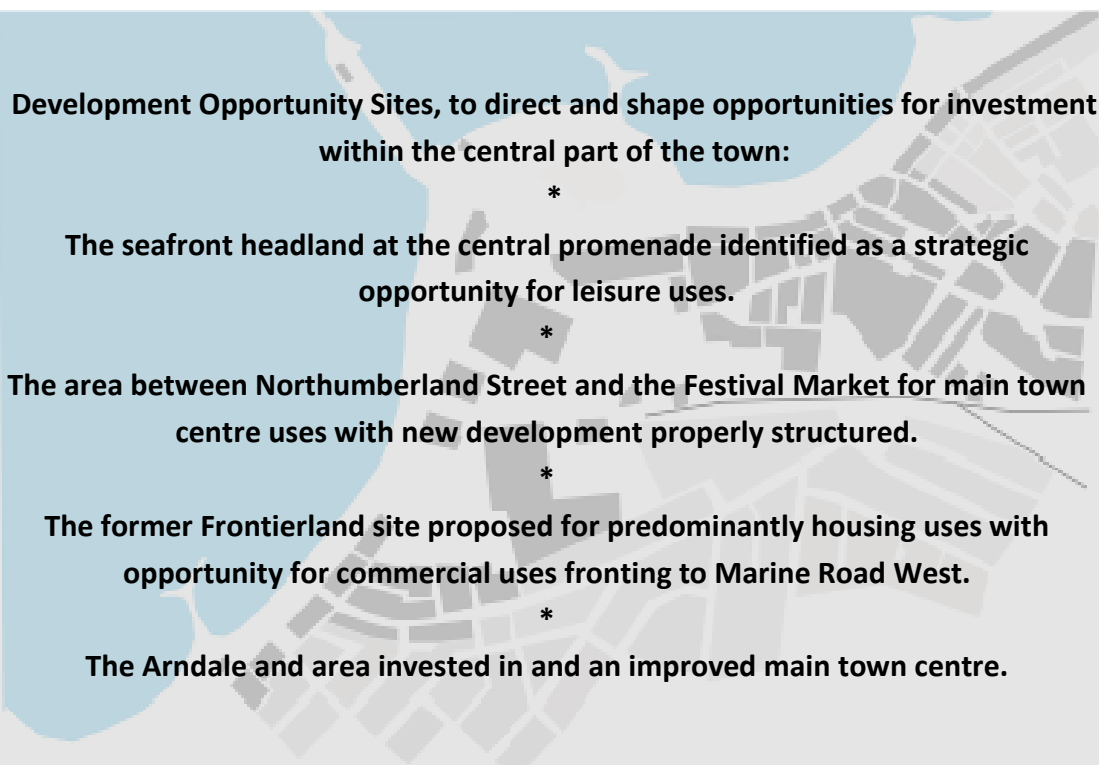 Development Opportunity Sites, to direct and shape opportunities for investment
within the central part of the town:
*
The seafront headland at the central promenade identified as a strategic
opportunity for leisure uses.
*
The area between Northumberland Street and the Festival Market for main town
centre uses with new development properly structured.
*
The former Frontierland site proposed for predominantly housing uses with
opportunity for commercial uses fronting to Marine Road West.
*
The Arndale and area invested in and an improved main town centre.